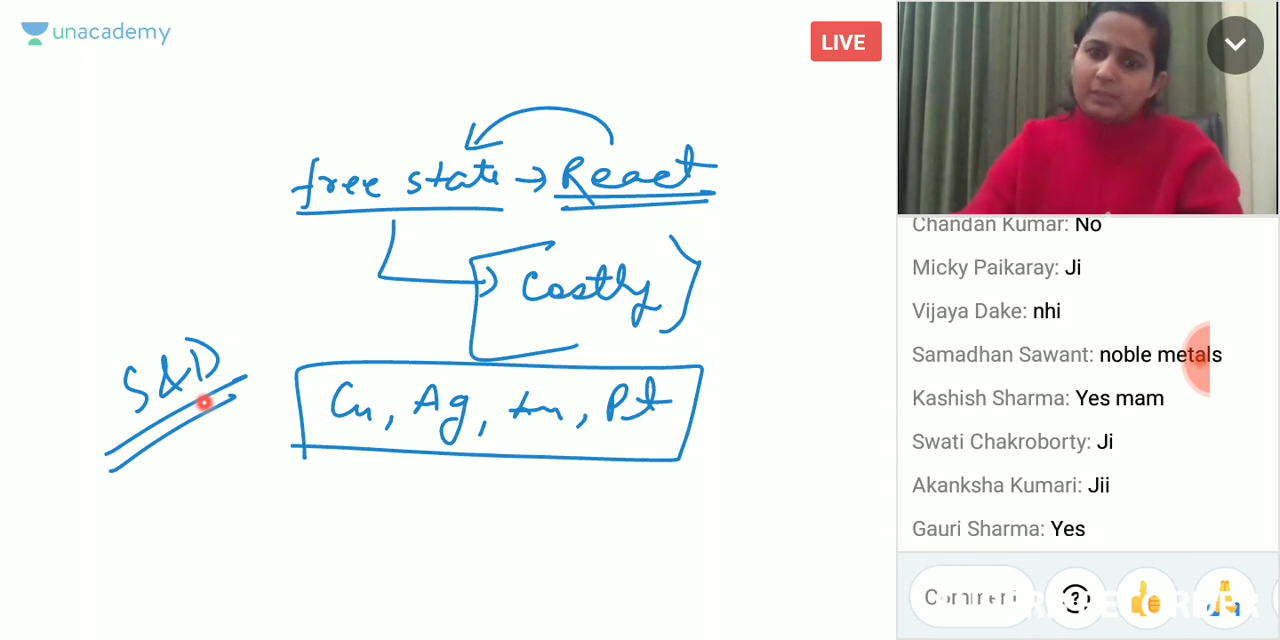 unacademy
LIVE
free state → React
Costly
S&D
Cu, Ag, Au, Pt
Chandan Kumar: No
Micky Paikaray: Ji
Vijaya Dake: nhi
Samadhan Sawant: noble metals
Kashish Sharma: Yes mam
Swati Chakroborty: Ji
Akanksha Kumari: Jii
Gauri Sharma: Yes
Comment